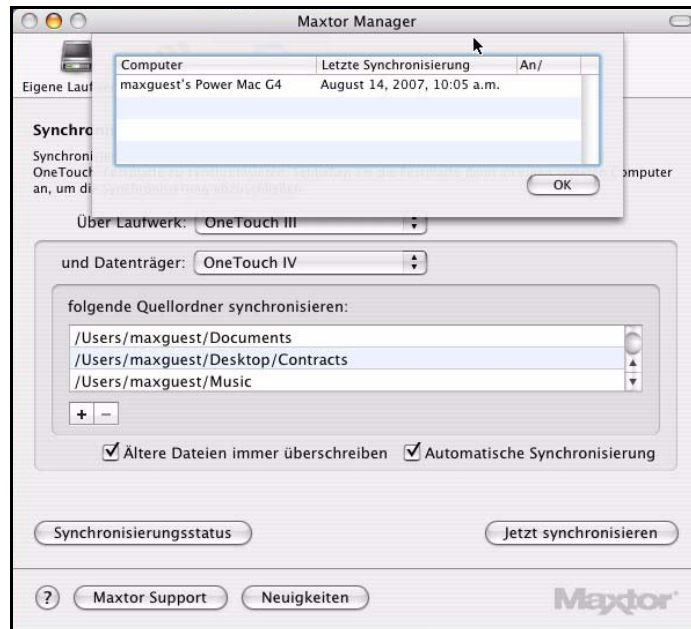 Maxtor Manager
Computer Letzte Synchronisierung An/
maxguest's Power Mac G4 August 14, 2007, 10:05 a.m.
OK
Eigene Lauf
Synchro
Synchroni
OneTouch
omputer
an, um di
Über Laufwerk: OneTouch III
und Datenträger: OneTouch IV
folgende Quellordner synchronisieren:
/Users/maxguest/Documents
/Users/maxguest/Desktop/Contracts
/Users/maxguest/Music
+ −
Ältere Dateien immer überschreiben Automatische Synchronisierung
Synchronisierungsstatus Jetzt synchronisieren
? Maxtor Support Neuigkeiten Maxtor